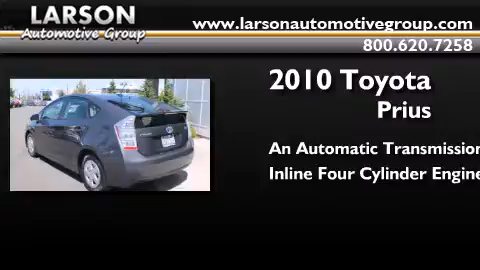 LARSON
Automotive Group
www.larsonautomotivegroup.com
800.620.7258
2010 Toyota
Prius
An Automatic Transmission
Inline Four Cylinder Engine